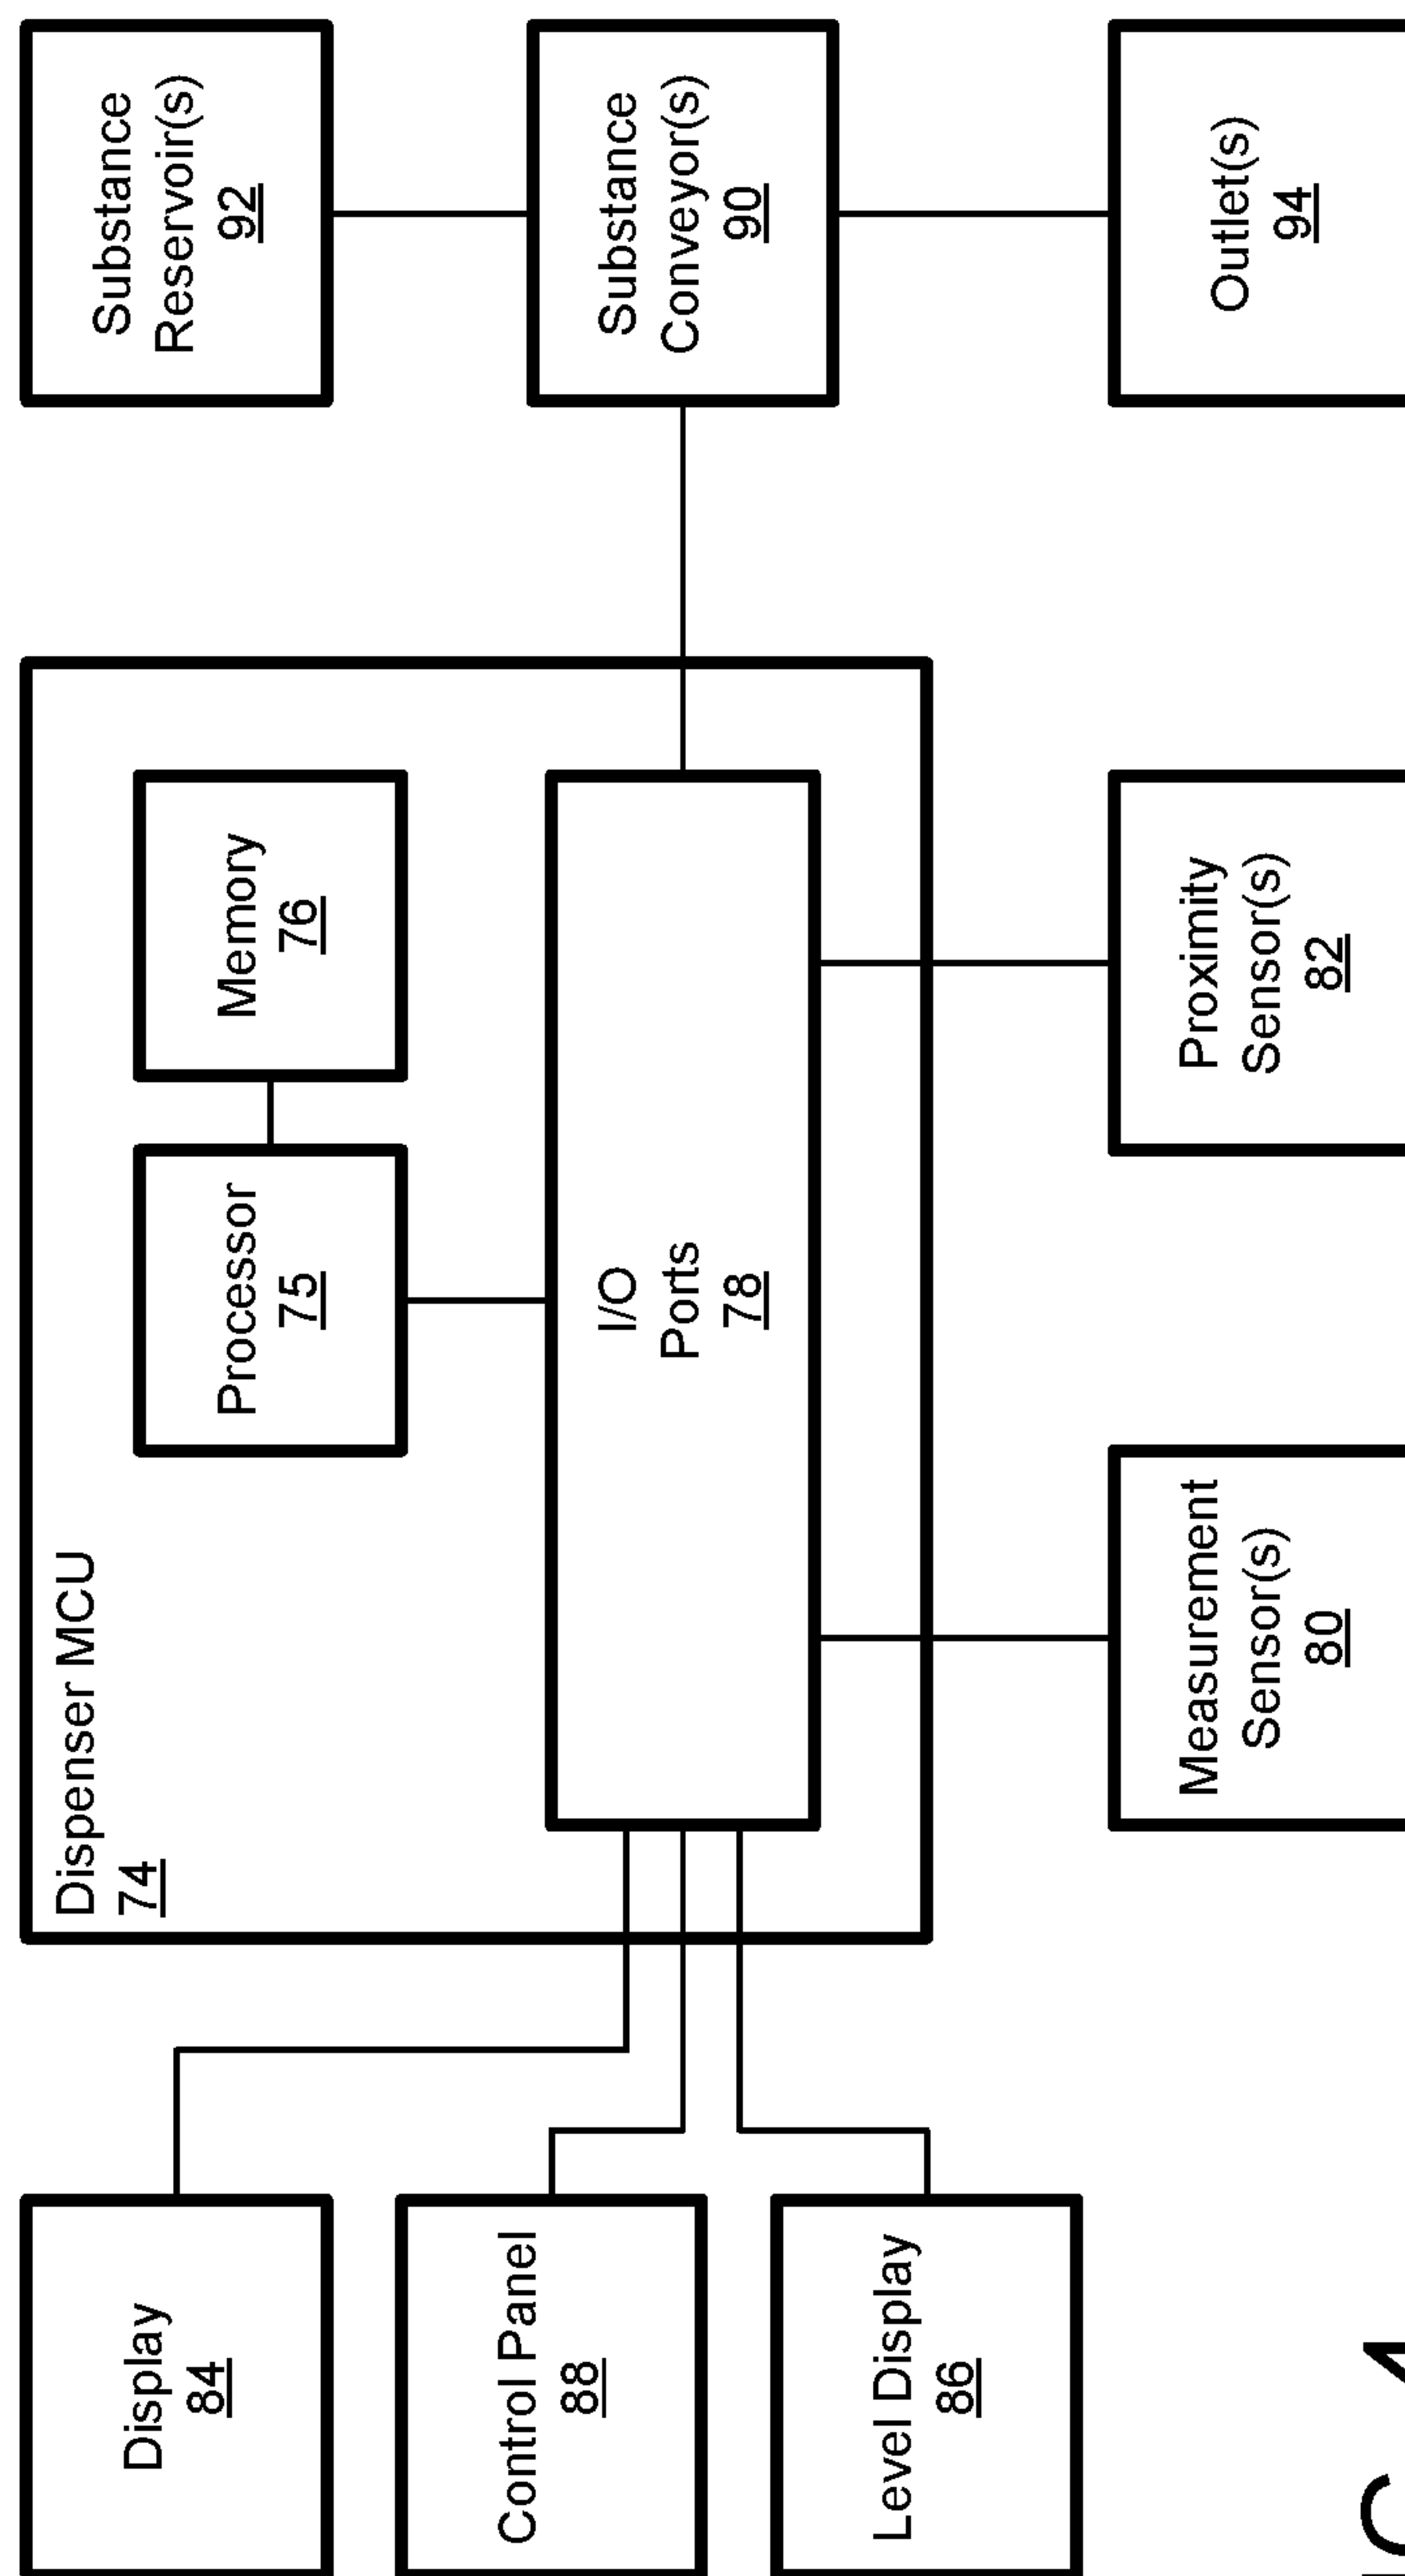 Display
84
Control Panel
88
Level Display
86
Dispenser MCU
74
Processor
75
Memory
76
I/O
Ports
78
Measurement
Sensor(s)
80
Proximity
Sensor(s)
82
Substance
Reservoir(s)
92
Substance
Conveyor(s)
90
Outlet(s)
94